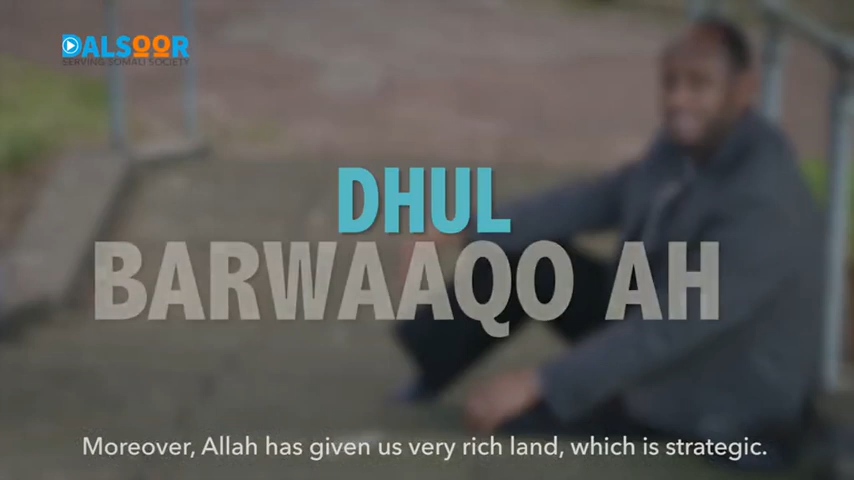 DALSOOR
SERVING SOMALI SOCIETY
DHUL
BARWAAQO AH
Moreover, Allah has given us very rich land, which is strategic.